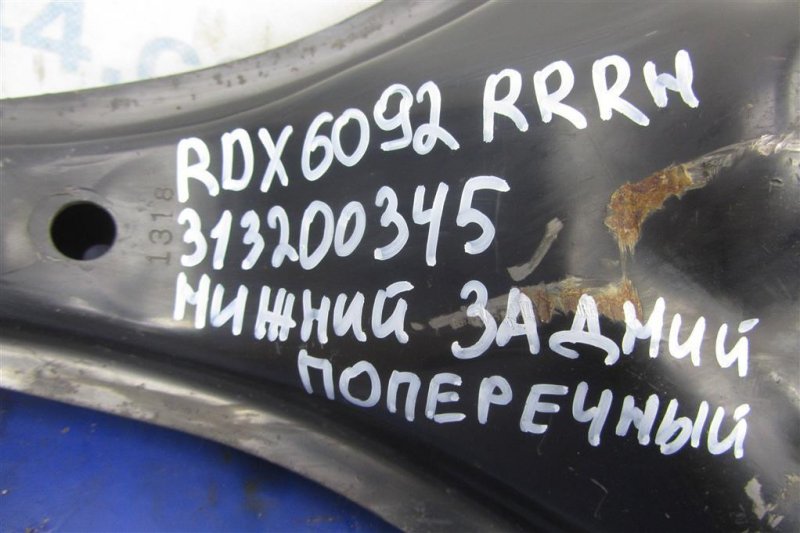 RDX6092 RRRH
1318
313200345
НИЖНИЙ ЗАДНИЙ
ПОПЕРЕЧНЫЙ